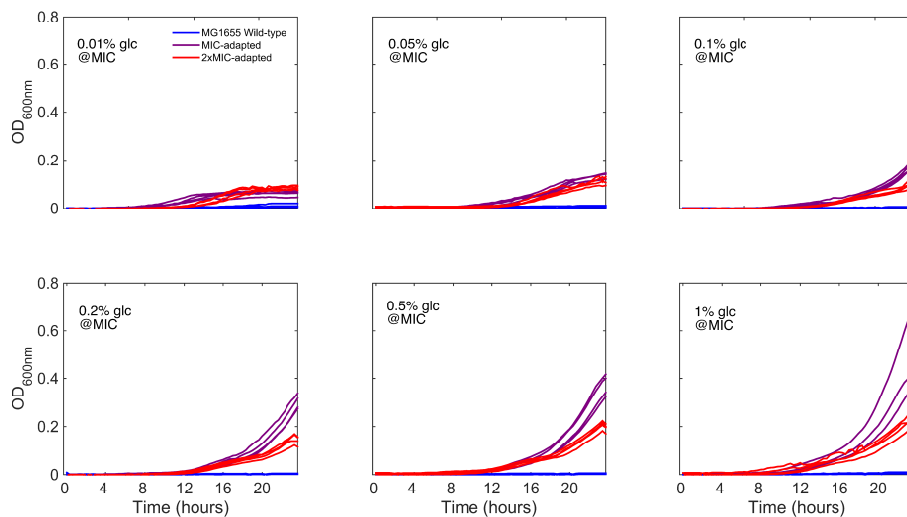 0.8
0.6
0.4
0.2
0
OD600nm
0.01% glc
@MIC
MG1655 Wild-type
MIC-adapted
2xMIC-adapted
0.05% glc
@MIC
0.1% glc
@MIC
0.8
0.6
0.4
0.2
0
OD600nm
0.2% glc
@MIC
0 4 8 12 16 20
Time (hours)
0.5% glc
@MIC
0 4 8 12 16 20
Time (hours)
1% glc
@MIC
0 4 8 12 16 20
Time (hours)